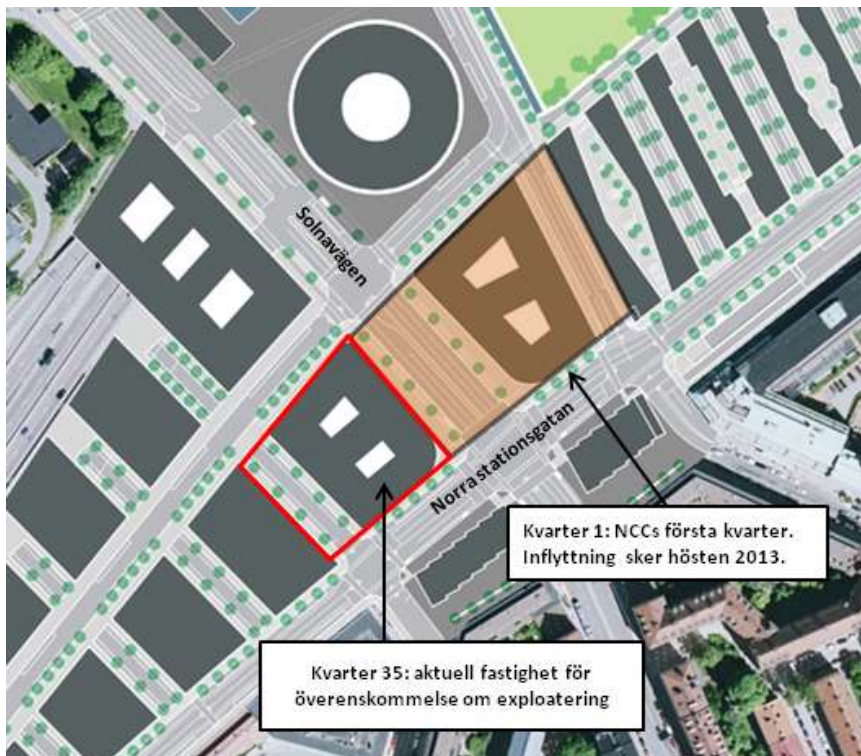 Solnavägen
Norra stationsgatan
Kvarter 1: NCCs första kvarter.
Inflyttning sker hösten 2013.
Kvarter 35: aktuell fastighet för
överenskommelse om exploatering